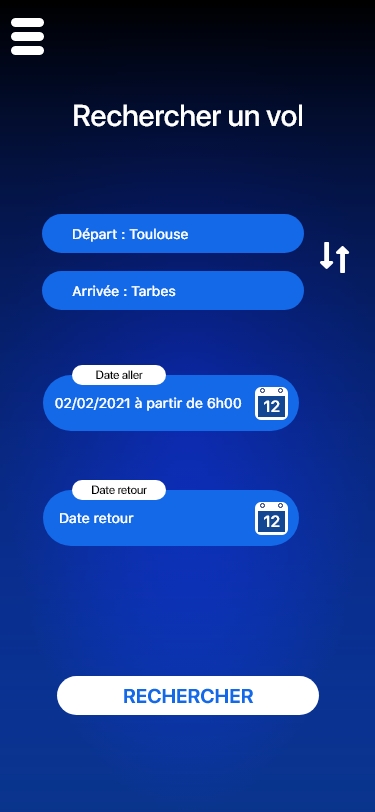 Rechercher un vol
Départ : Toulouse
Arrivée : Tarbes
Date aller
02/02/2021 à partir de 6h00
12
Date retour
Date retour
12
RECHERCHER